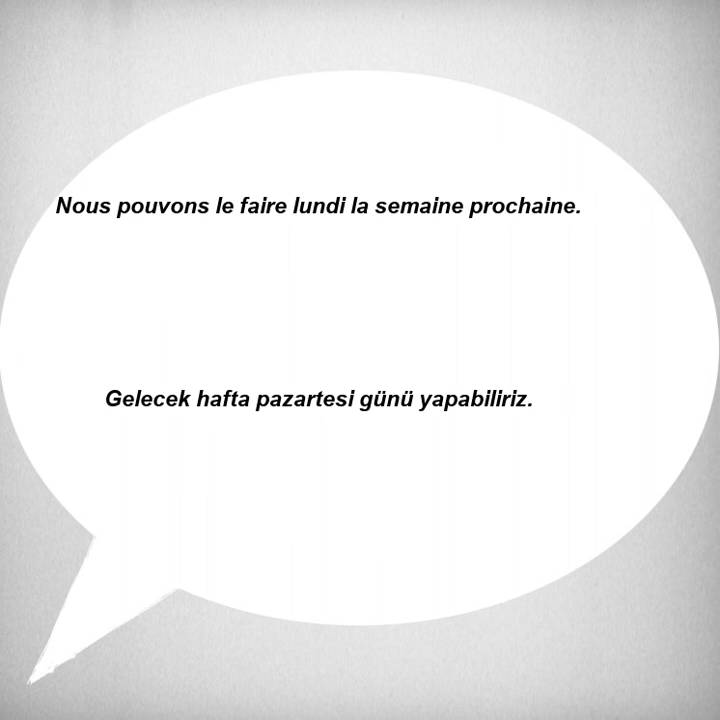 Nous pouvons le faire lundi la semaine prochaine.
Gelecek hafta pazartesi günü yapabiliriz.